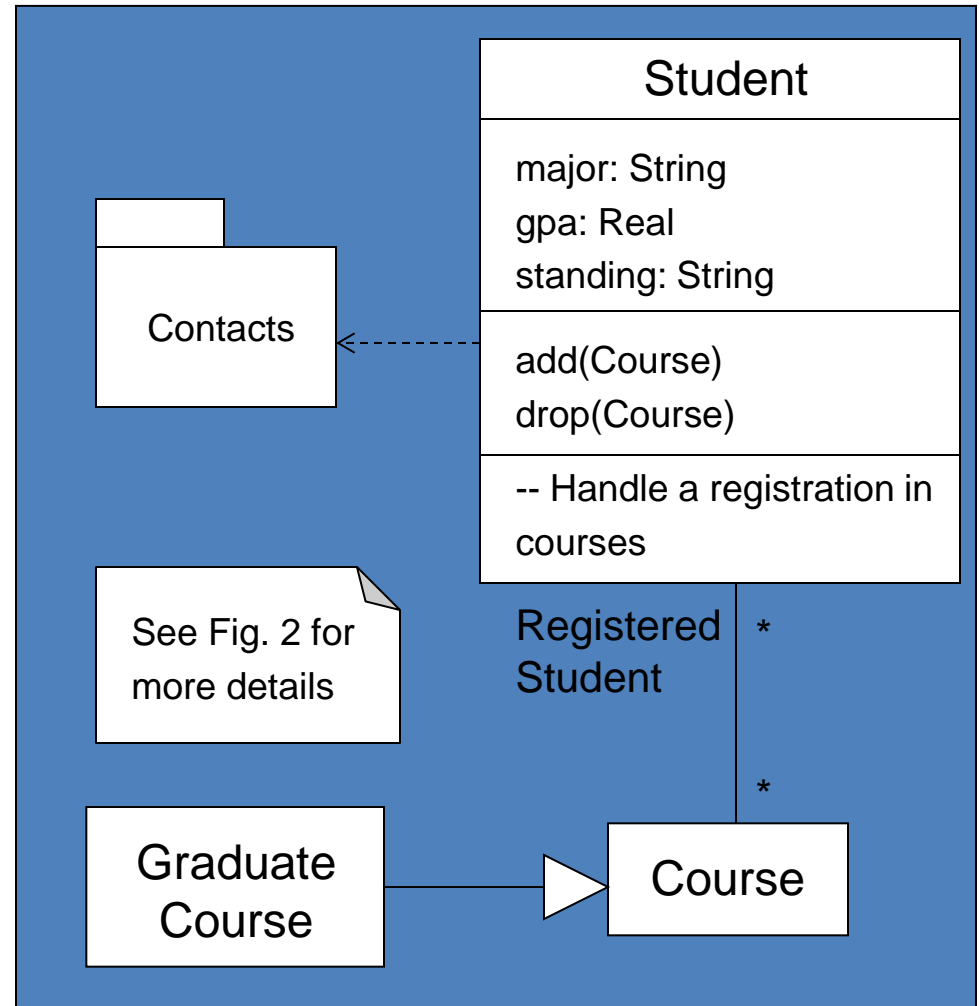 Student
major: String
gpa: Real
standing: String
Contacts
add(Course)
drop(Course)
-- Handle a registration in
courses
See Fig. 2 for
more details
Registered
Student
*
*
Graduate
Course
Course